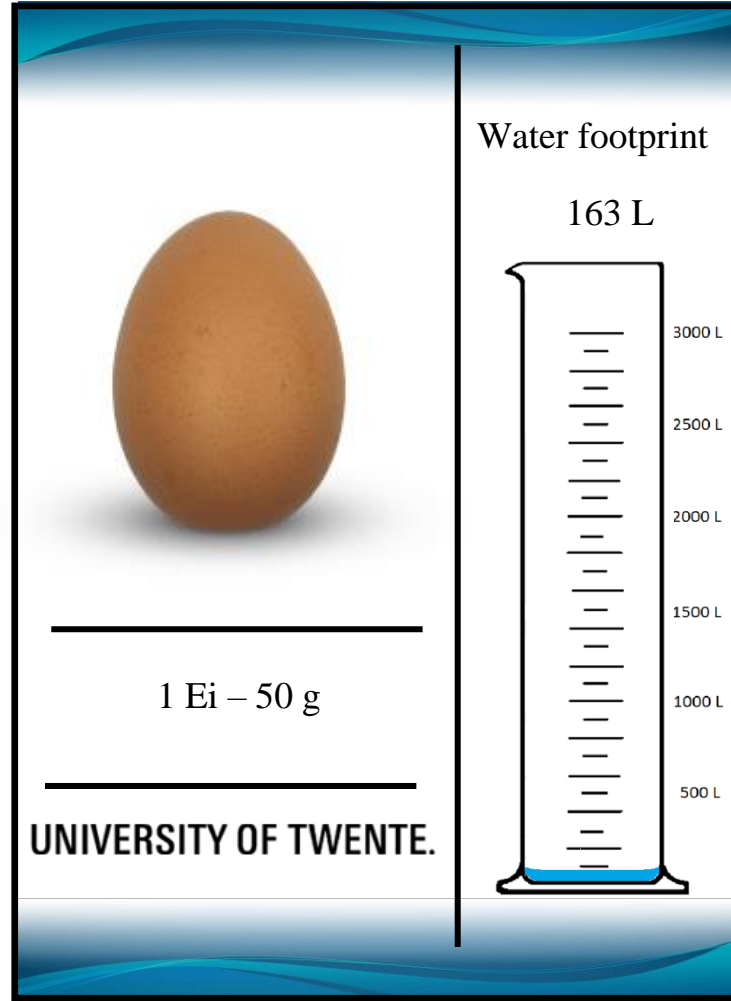 1 Ei – 50 g
UNIVERSITY OF TWENTE.
Water footprint
163 L
3000 L
2500 L
2000 L
1500 L
1000 L
500 L